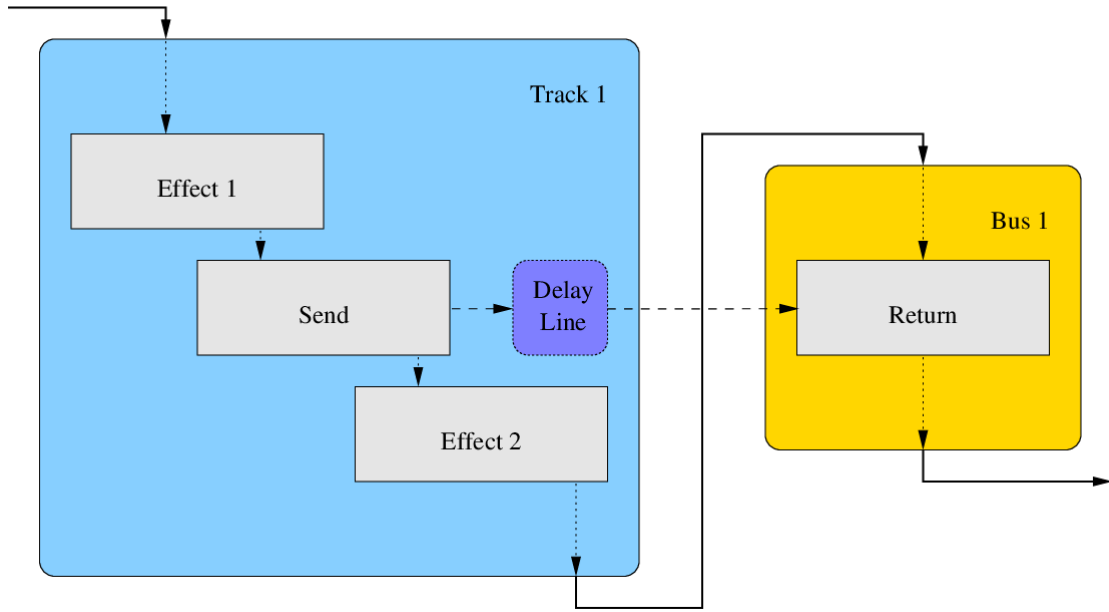 Track 1
Effect 1
Bus 1
Send
Delay
Line
Return
Effect 2